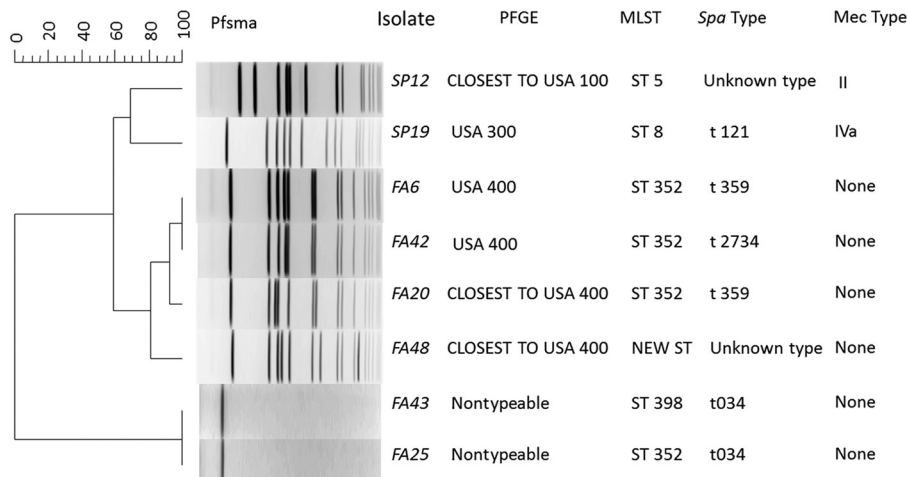 0 20 40 60 80 100
Pfsma Isolate PFGE MLST Spa Type Mec Type
SP12 CLOSEST TO USA 100 ST 5 Unknown type II
SP19 USA 300 ST 8 t 121 IVa
FA6 USA 400 ST 352 t 359 None
FA42 USA 400 ST 352 t 2734 None
FA20 CLOSEST TO USA 400 ST 352 t 359 None
FA48 CLOSEST TO USA 400 NEW ST Unknown type None
FA43 Nontypeable ST 398 t034 None
FA25 Nontypeable ST 352 t034 None